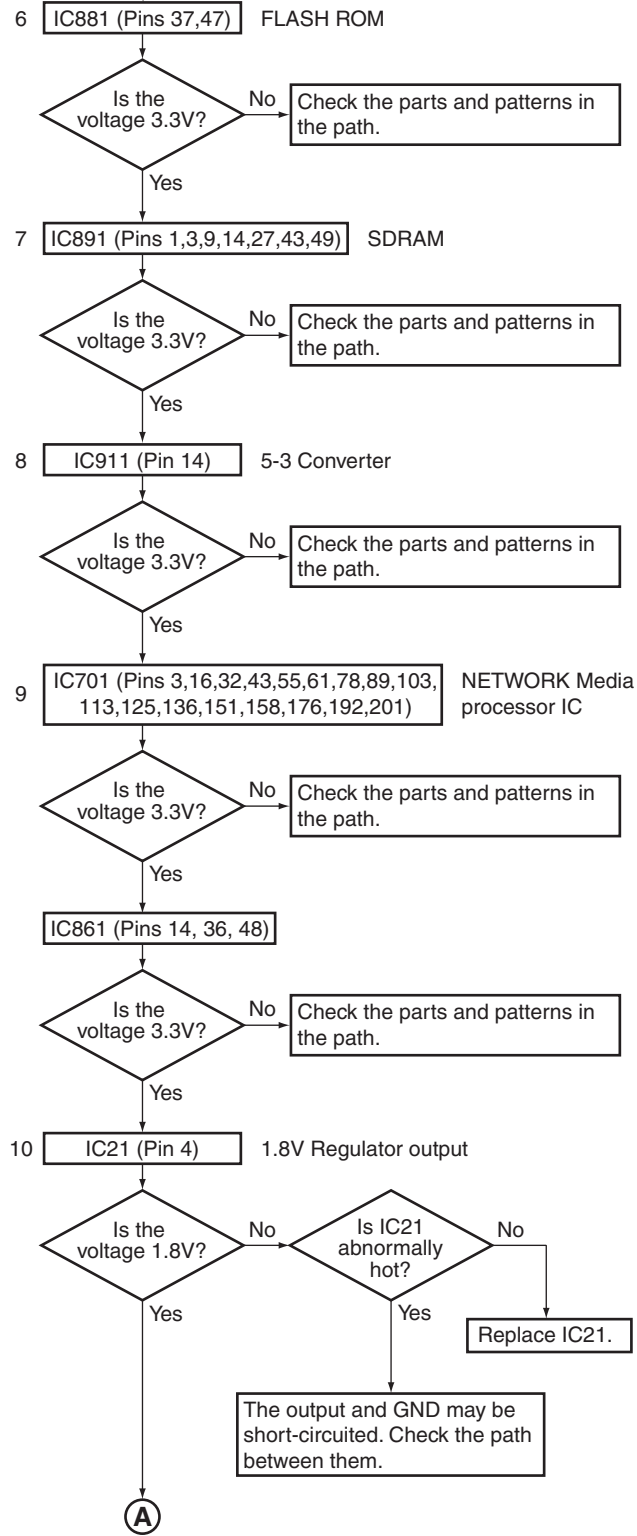 6 IC881 (Pins 37,47) FLASH ROM
Is the
voltage 3.3V?
No
Check the parts and patterns in
the path.
Yes
7 IC891 (Pins 1,3,9,14,27,43,49) SDRAM
Is the
voltage 3.3V?
No
Check the parts and patterns in
the path.
Yes
8 IC911 (Pin 14) 5-3 Converter
Is the
voltage 3.3V?
No
Check the parts and patterns in
the path.
Yes
9
IC701 (Pins 3,16,32,43,55,61,78,89,103,
113,125,136,151,158,176,192,201)
NETWORK Media
processor IC
Is the
voltage 3.3V?
No
Check the parts and patterns in
the path.
Yes
IC861 (Pins 14, 36, 48)
Is the
voltage 3.3V?
No
Check the parts and patterns in
the path.
Yes
10 IC21 (Pin 4) 1.8V Regulator output
Is the
voltage 1.8V?
No
Is IC21
abnormally
hot?
No
Yes
Yes
Replace IC21.
The output and GND may be
short-circuited. Check the path
between them.
A